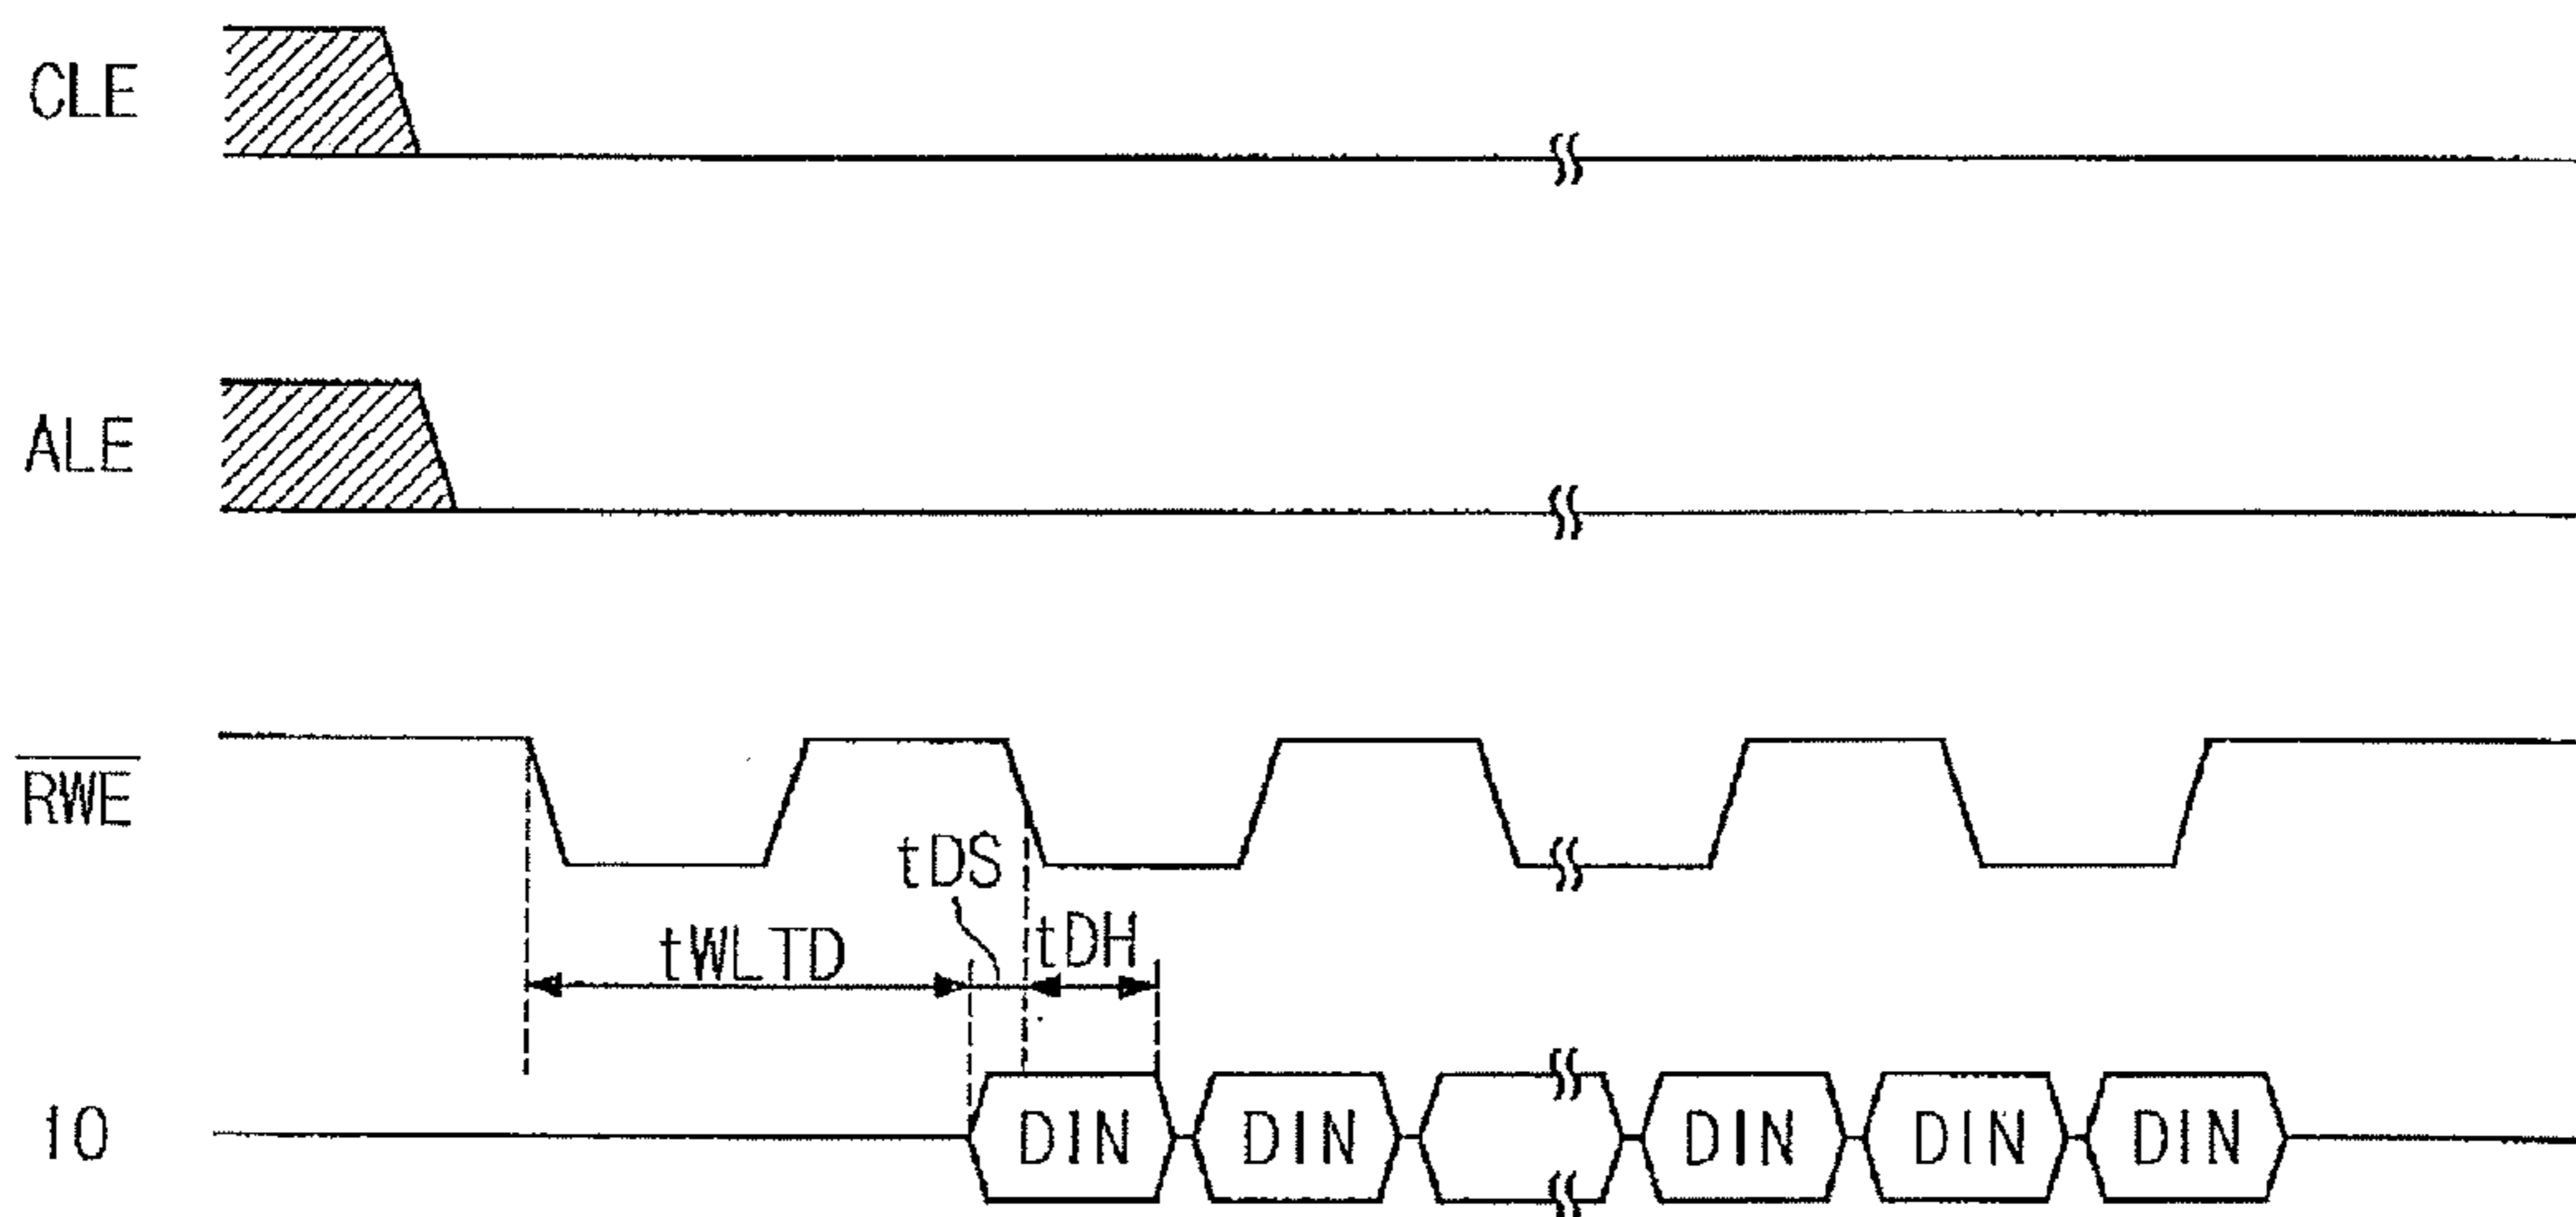 CLE
ALE
RWE
tDS
tWLTD
tDH
IO
DIN DIN DIN DIN DIN